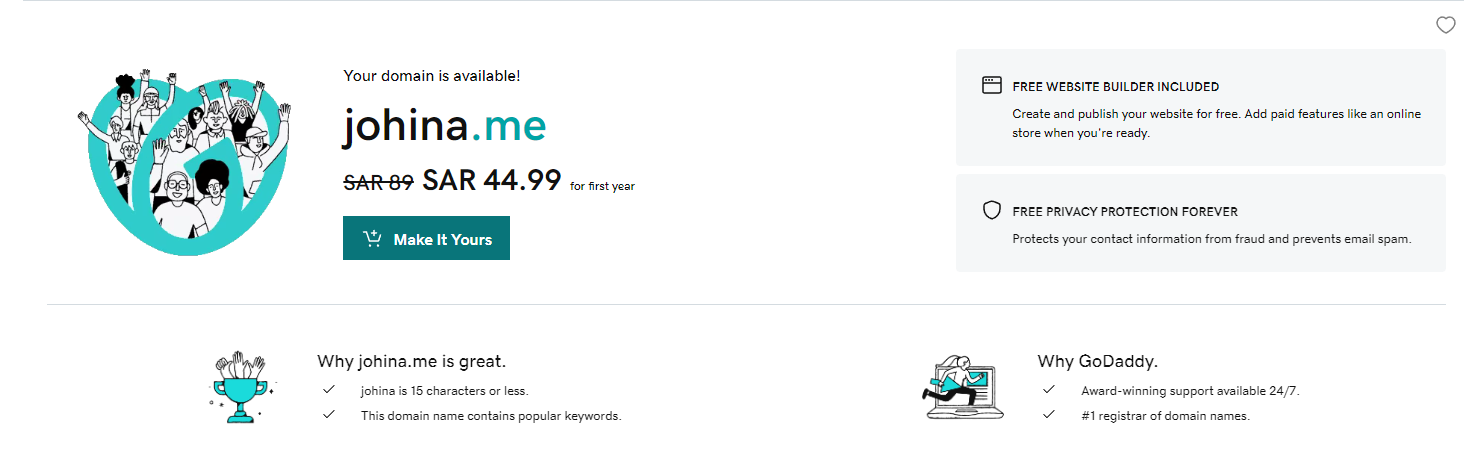 Your domain is available!
johina.me
SAR 89 SAR 44.99 for first year
Make It Yours
FREE WEBSITE BUILDER INCLUDED
Create and publish your website for free. Add paid features like an online
store when you're ready.
FREE PRIVACY PROTECTION FOREVER
Protects your contact information from fraud and prevents email spam.
Why johina.me is great.
johina is 15 characters or less.
This domain name contains popular keywords.
Why GoDaddy.
Award-winning support available 24/7.
#1 registrar of domain names.